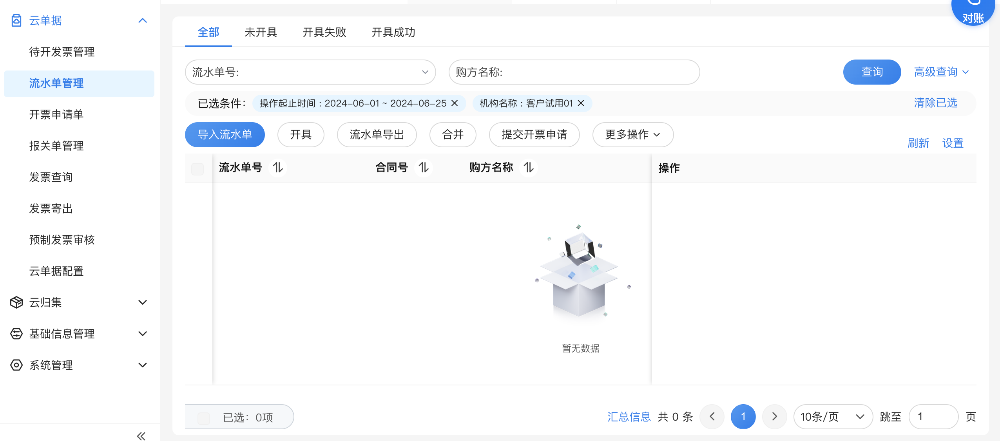 云单据
待开发票管理
流水单管理
开票申请单
报关单管理
发票查询
发票寄出
预制发票审核
云单据配置
云归集
基础信息管理
系统管理
对账
全部 未开具 开具失败 开具成功
流水单号: 购方名称: 查询 高级查询
已选条件： 操作起止时间 : 2024-06-01 ~ 2024-06-25 机构名称 : 客户试用01 清除已选
导入流水单 开具 流水单导出 合并 提交开票申请 更多操作
刷新 设置
流水单号 合同号 购方名称 操作
暂无数据
已选：0项 汇总信息 共 0 条 1 10条/页 跳至 1 页